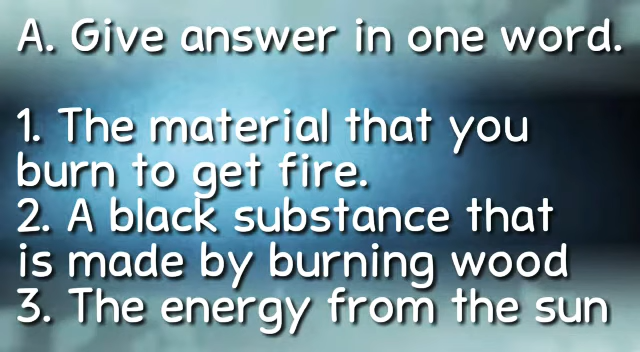 A. Give answer in one word.
1. The material that you
burn to get fire.
2. A black substance that
is made by burning wood
3. The energy from the sun